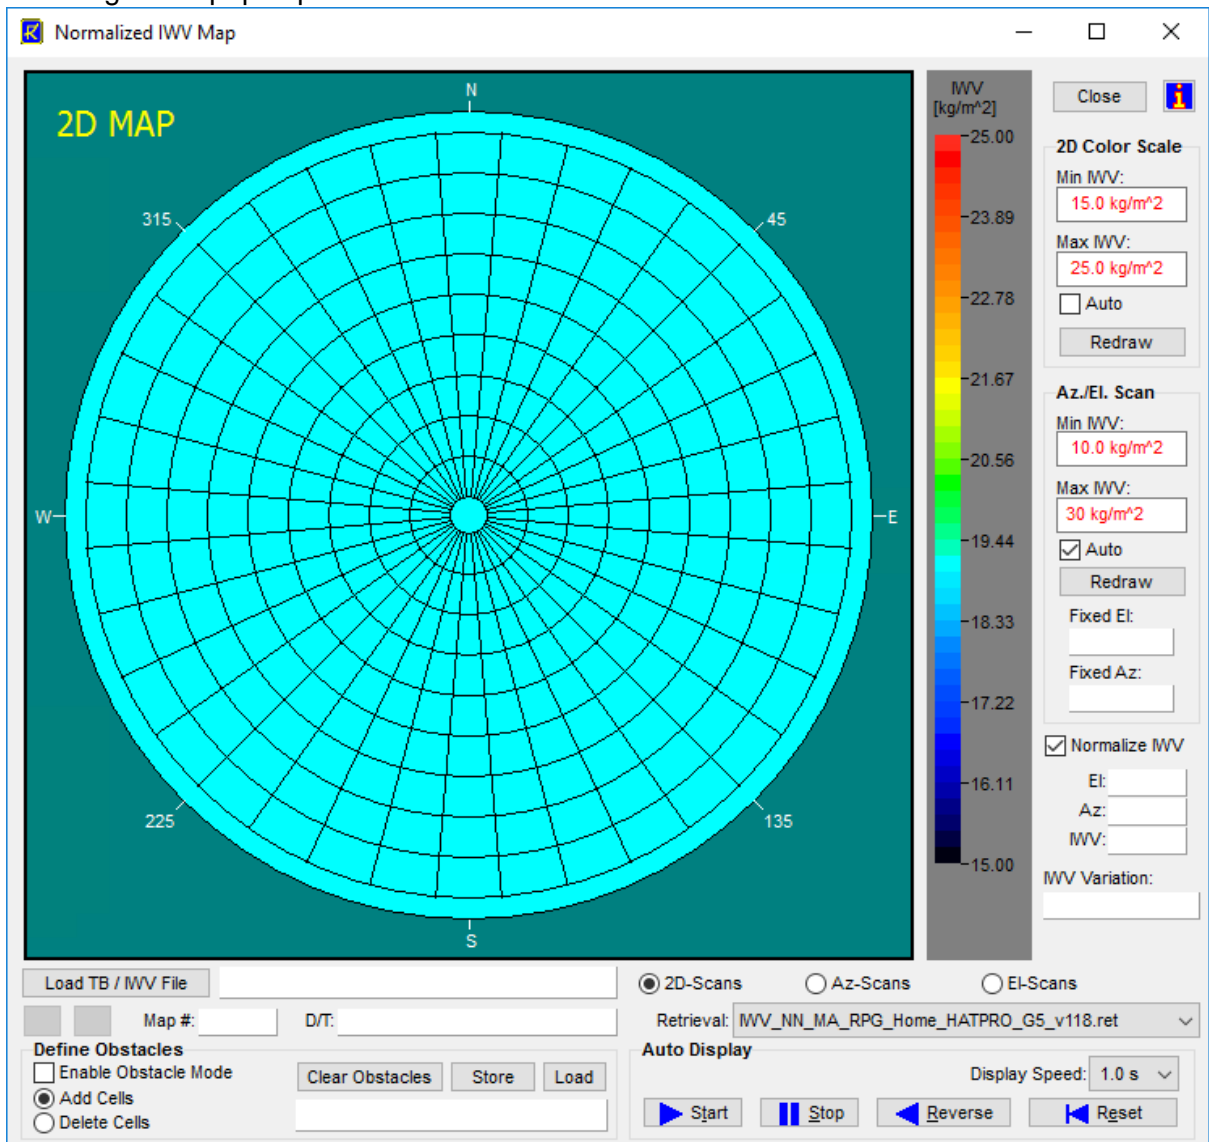 Normalized IWV Map
2D MAP
N
315
45
W
E
225
135
S
IWV
[kg/m^2]
25.00
23.89
22.78
21.67
20.56
19.44
18.33
17.22
16.11
15.00
Close
i
2D Color Scale
Min IWV:
15.0 kg/m^2
Max IWV:
25.0 kg/m^2
Auto
Redraw
Az./El. Scan
Min IWV:
10.0 kg/m^2
Max IWV:
30 kg/m^2
Auto
Redraw
Fixed El:
Fixed Az:
Normalize IWV
El:
Az:
IWV:
IWV Variation:
Load TB / IWV File
2D-Scans Az-Scans El-Scans
Map #: D/T:
Retrieval: IWV_NN_MA_RPG_Home_HATPRO_G5_v118.ret
Define Obstacles
Enable Obstacle Mode
Clear Obstacles Store Load
Add Cells
Delete Cells
Auto Display
Display Speed: 1.0 s
Start Stop Reverse Reset